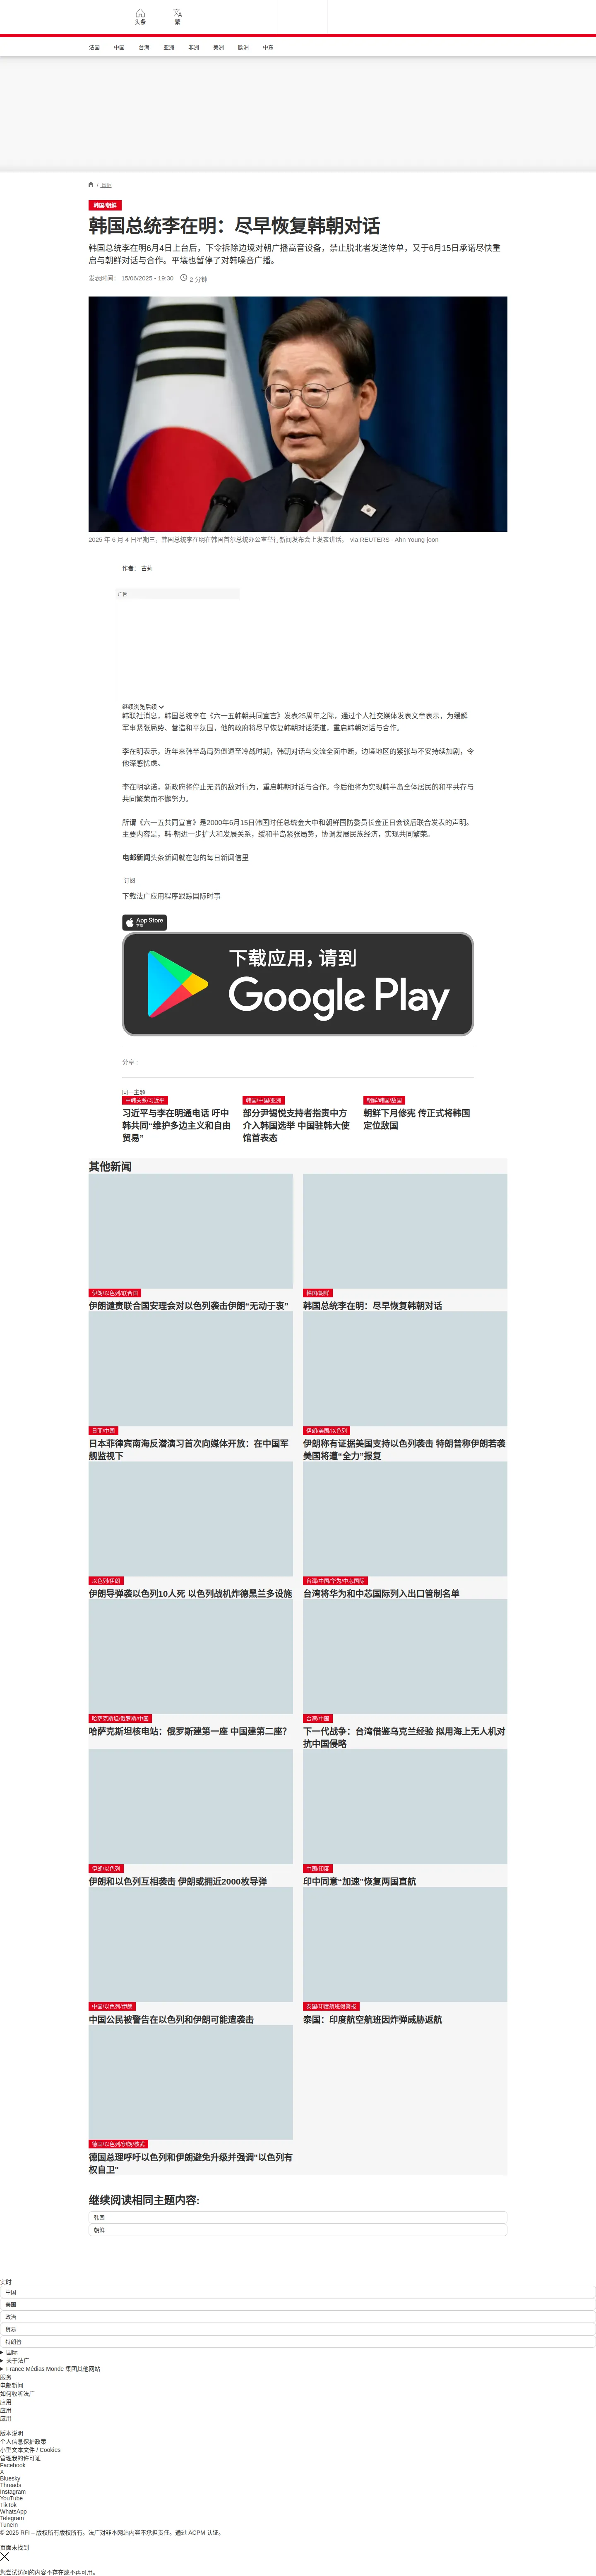 头条
繁
法国 中国 台海 亚洲 非洲 美洲 欧洲 中东
/ 国际
韩国/朝鲜
韩国总统李在明：尽早恢复韩朝对话
韩国总统李在明6月4日上台后，下令拆除边境对朝广播高音设备，禁止脱北者发送传单，又于6月15日承诺尽快重
启与朝鲜对话与合作。平壤也暂停了对韩噪音广播。
发表时间： 15/06/2025 - 19:30 2 分钟
2025 年 6 月 4 日星期三，韩国总统李在明在韩国首尔总统办公室举行新闻发布会上发表讲话。 via REUTERS - Ahn Young-joon
作者： 古莉
广告
继续浏览后续
韩联社消息，韩国总统李在《六一五韩朝共同宣言》发表25周年之际，通过个人社交媒体发表文章表示，为缓解
军事紧张局势、营造和平氛围，他的政府将尽早恢复韩朝对话渠道，重启韩朝对话与合作。
李在明表示，近年来韩半岛局势倒退至冷战时期，韩朝对话与交流全面中断，边境地区的紧张与不安持续加剧，令
他深感忧虑。
李在明承诺，新政府将停止无谓的敌对行为，重启韩朝对话与合作。今后他将为实现韩半岛全体居民的和平共存与
共同繁荣而不懈努力。
所谓《六一五共同宣言》是2000年6月15日韩国时任总统金大中和朝鲜国防委员长金正日会谈后联合发表的声明。
主要内容是，韩-朝进一步扩大和发展关系，缓和半岛紧张局势，协调发展民族经济，实现共同繁荣。
电邮新闻头条新闻就在您的每日新闻信里
订阅
下载法广应用程序跟踪国际时事
App Store
下载
下载应用，请到
Google Play
分享 :
同一主题
中韩关系/习近平
习近平与李在明通电话 吁中
韩共同“维护多边主义和自由
贸易”
韩国/中国/亚洲
部分尹锡悦支持者指责中方
介入韩国选举 中国驻韩大使
馆首表态
朝鲜/韩国/敌国
朝鲜下月修宪 传正式将韩国
定位敌国
其他新闻
伊朗/以色列/联合国
伊朗谴责联合国安理会对以色列袭击伊朗“无动于衷”
韩国/朝鲜
韩国总统李在明：尽早恢复韩朝对话
日菲/中国
日本菲律宾南海反潜演习首次向媒体开放：在中国军
舰监视下
伊朗/美国/以色列
伊朗称有证据美国支持以色列袭击 特朗普称伊朗若袭
美国将遭“全力”报复
以色列/伊朗
伊朗导弹袭以色列10人死 以色列战机炸德黑兰多设施
台湾/中国/华为/中芯国际
台湾将华为和中芯国际列入出口管制名单
哈萨克斯坦/俄罗斯/中国
哈萨克斯坦核电站：俄罗斯建第一座 中国建第二座？
台湾/中国
下一代战争：台湾借鉴乌克兰经验 拟用海上无人机对
抗中国侵略
伊朗/以色列
伊朗和以色列互相袭击 伊朗或拥近2000枚导弹
中国/印度
印中同意“加速”恢复两国直航
中国/以色列/伊朗
中国公民被警告在以色列和伊朗可能遭袭击
泰国/印度航班假警报
泰国：印度航空航班因炸弹威胁返航
德国/以色列/伊朗/核武
德国总理呼吁以色列和伊朗避免升级并强调"以色列有
权自卫"
继续阅读相同主题内容:
韩国
朝鲜
实时
中国
美国
政治
贸易
特朗普
国际
关于法广
France Médias Monde 集团其他网站
服务
电邮新闻
如何收听法广
应用
应用
应用
版本说明
个人信息保护政策
小型文本文件 / Cookies
管理我的许可证
Facebook
X
Bluesky
Threads
Instagram
YouTube
TikTok
WhatsApp
Telegram
TuneIn
© 2025 RFI – 版权所有版权所有。法广对非本网站内容不承担责任。通过 ACPM 认证。
页面未找到
您尝试访问的内容不存在或不再可用。